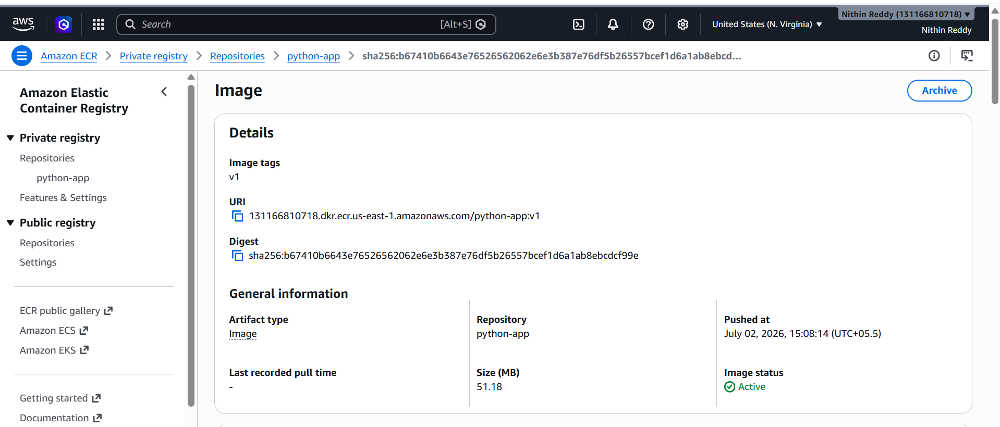 aws
Search
[Alt+S]
United States (N. Virginia)
Nithin Reddy (131166810718)
Nithin Reddy
Amazon ECR
Private registry
Repositories
python-app
sha256:b67410b6643e76526562062e6e3b387e76df5b26557bcef1d6a1ab8ebcd...
Amazon Elastic
Container Registry
Private registry
Repositories
python-app
Features & Settings
Public registry
Repositories
Settings
ECR public gallery
Amazon ECS
Amazon EKS
Getting started
Documentation
Image
Archive
Details
Image tags
v1
URI
131166810718.dkr.ecr.us-east-1.amazonaws.com/python-app:v1
Digest
sha256:b67410b6643e76526562062e6e3b387e76df5b26557bcef1d6a1ab8ebcdcf99e
General information
Artifact type
Image
Repository
python-app
Pushed at
July 02, 2026, 15:08:14 (UTC+05.5)
Last recorded pull time
-
Size (MB)
51.18
Image status
Active